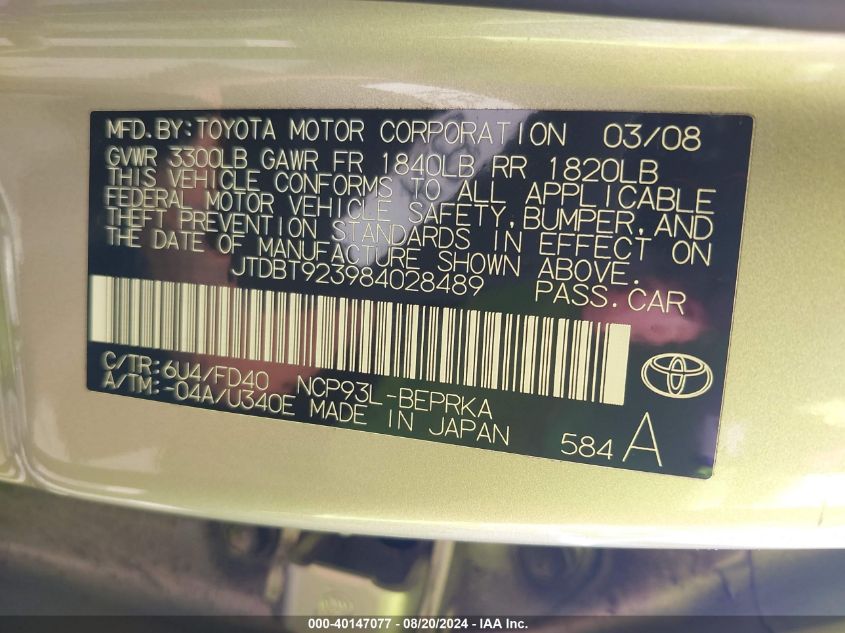 MFD. BY: TOYOTA MOTOR CORPORATION 03/08
GVWR 3300LB GAWR FR 1840LB RR 1820LB
THIS VEHICLE CONFORMS TO ALL APPLICABLE
FEDERAL MOTOR VEHICLE SAFETY, BUMPER, AND
THEFT PREVENTION STANDARDS IN EFFECT ON
THE DATE OF MANUFACTURE SHOWN ABOVE.
JTDBT923984028489 PASS. CAR
C/TR: 6U4/FD40 NCP93L-BEPRKA
A/TM: -04A/U340E MADE IN JAPAN 584 A
000-40147077 - 08/20/2024 - IAA Inc.